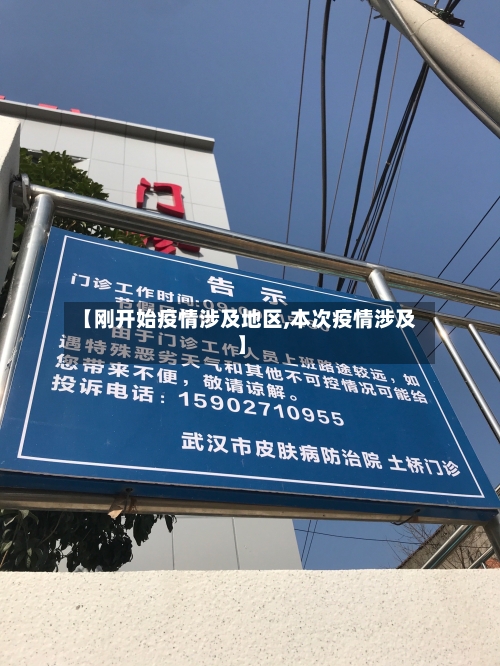 门
告示
门诊工作时间:09
节假
【刚开始疫情涉及地区,本次疫情涉及
】
由于门诊工作人员上班路途较远，如
遇特殊恶劣天气和其他不可控情况可能给
您带来不便，敬请谅解。
投诉电话：15902710955
武汉市皮肤病防治院 土桥门诊